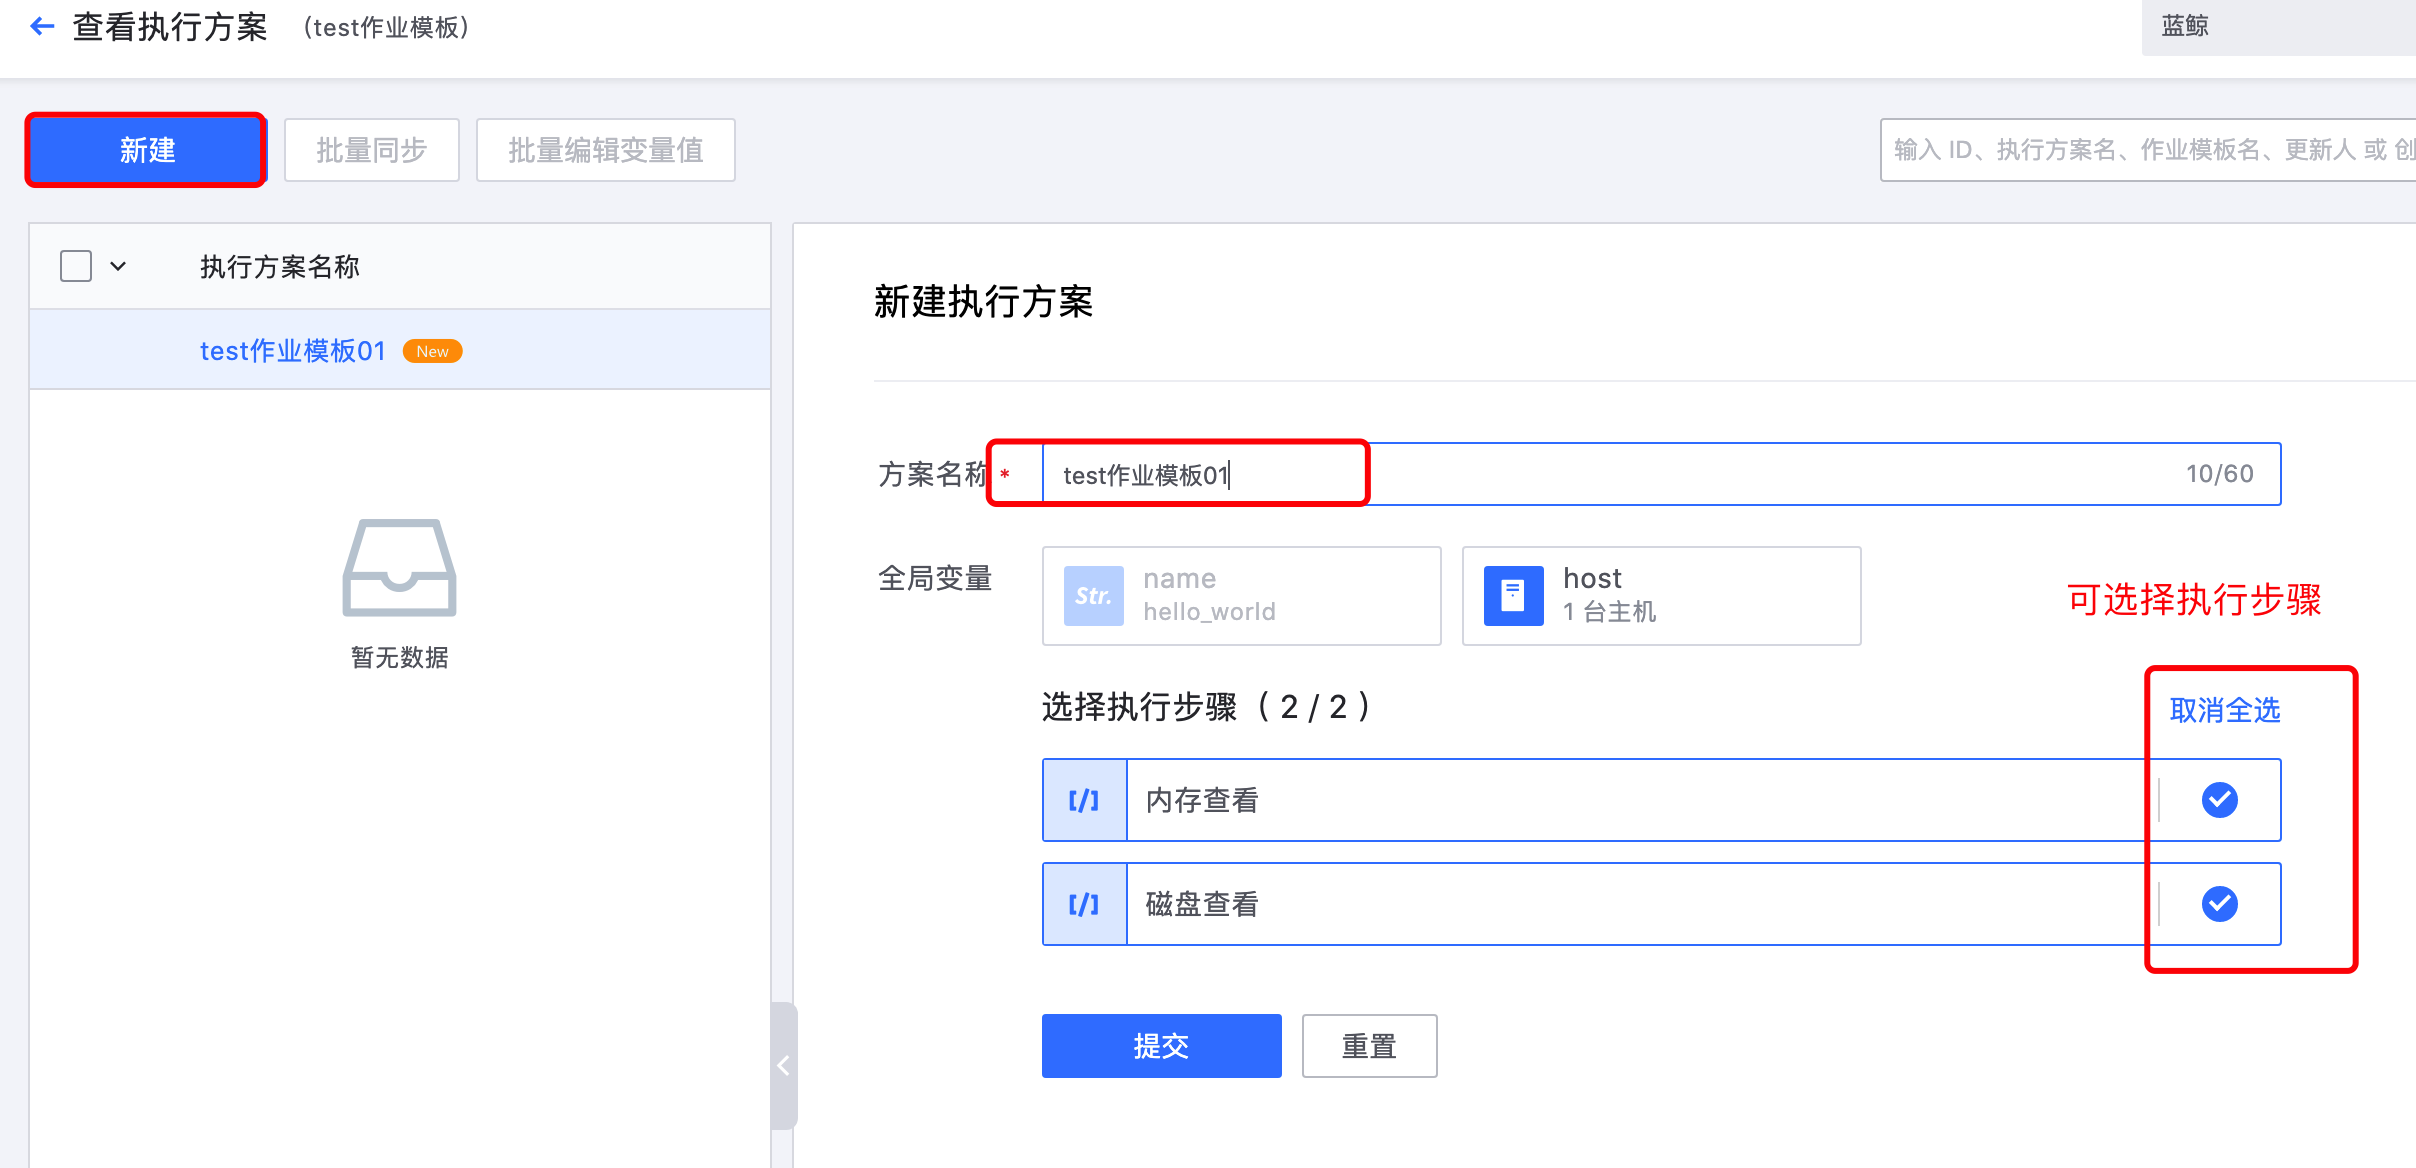 查看执行方案 (test作业模板)
蓝鲸
新建
批量同步
批量编辑变量值
输入 ID、执行方案名、作业模板名、更新人 或 创
执行方案名称
test作业模板01 New
暂无数据
新建执行方案
方案名称 * test作业模板01 10/60
全局变量
Str. name
hello_world
host
1 台主机
可选择执行步骤
选择执行步骤 ( 2 / 2 )
取消全选
[/] 内存查看
[/] 磁盘查看
提交
重置